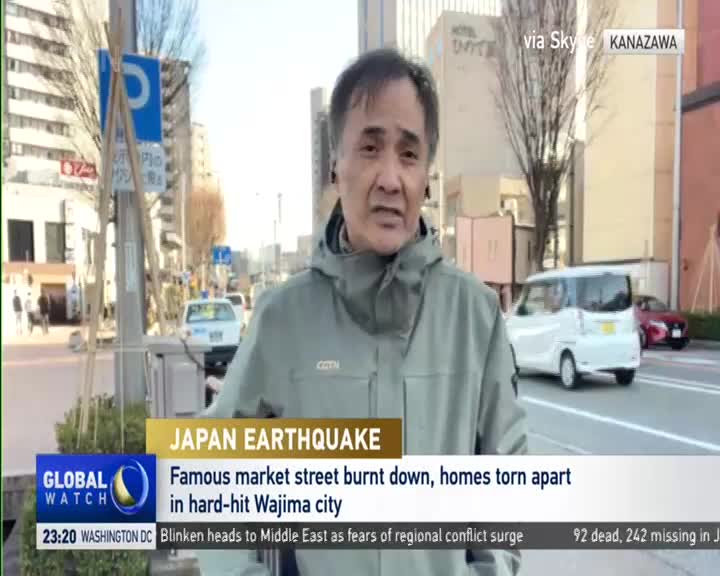 via Skype
KANAZAWA
HOTEL
P
CGTN
JAPAN EARTHQUAKE
Famous market street burnt down, homes torn apart
in hard-hit Wajima city
GLOBAL
WATCH
23:20 WASHINGTON DC
Blinken heads to Middle East as fears of regional conflict surge 92 dead, 242 missing in J